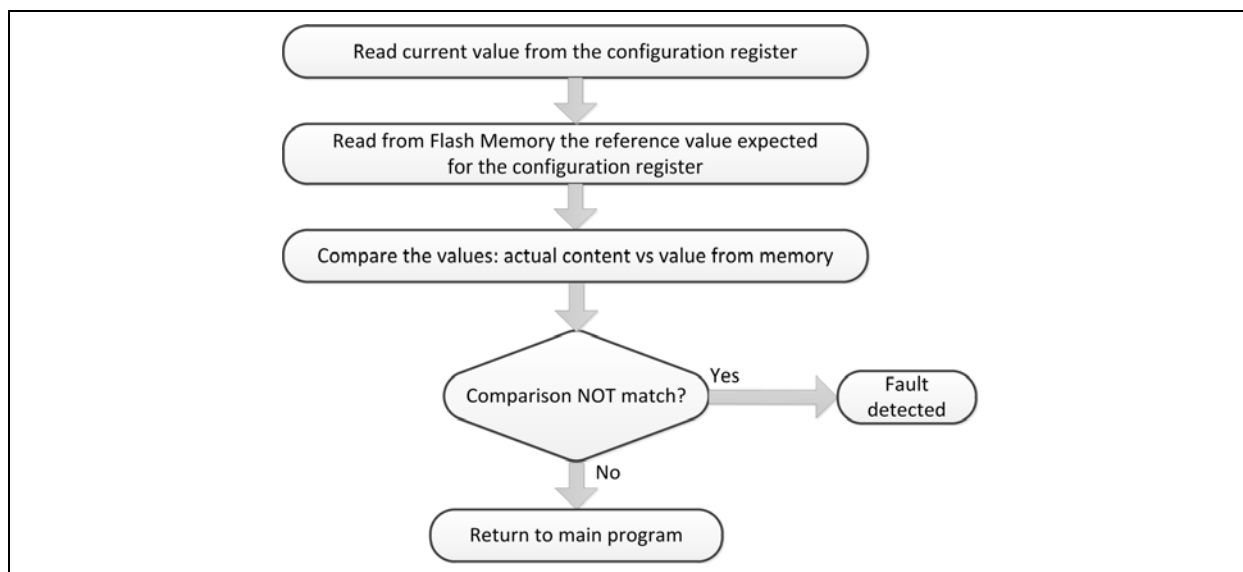 Read current value from the configuration register
Read from Flash Memory the reference value expected
for the configuration register
Compare the values: actual content vs value from memory
Comparison NOT match?
Yes
Fault
detected
No
Return to main program